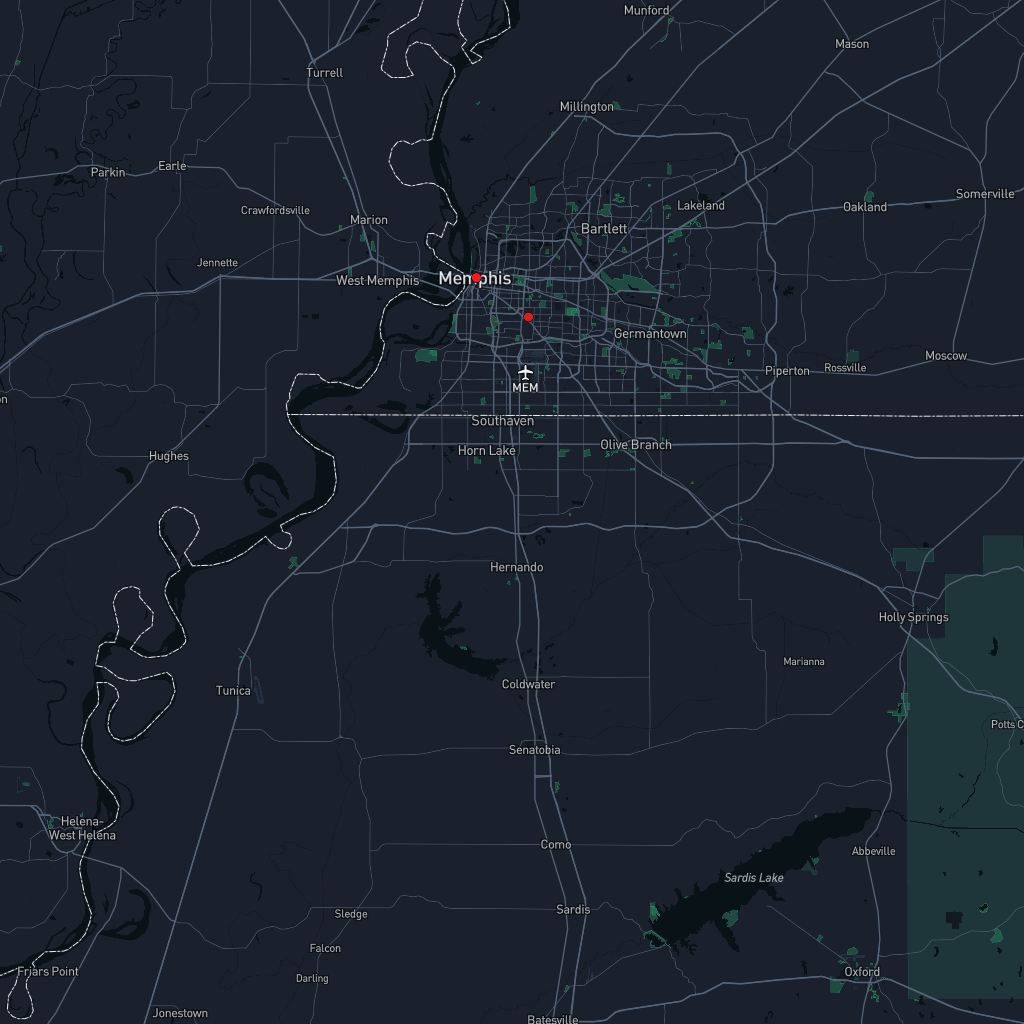 Munford
Mason
Turrell
Millington
Earle
Parkin
Somerville
Lakeland
Oakland
Crawfordsville
Marion
Bartlett
Jennette
Memphis
West Memphis
Germantown
Moscow
Rossville
Piperton
MEM
on
Southaven
Olive Branch
Horn Lake
Hughes
Hernando
Holly Springs
Marianna
Coldwater
Tunica
Potts C
Senatobia
Helena-
West Helena
Como
Abbeville
Sardis Lake
Sardis
Sledge
Falcon
Friars Point
Oxford
Darling
Jonestown
Batesville